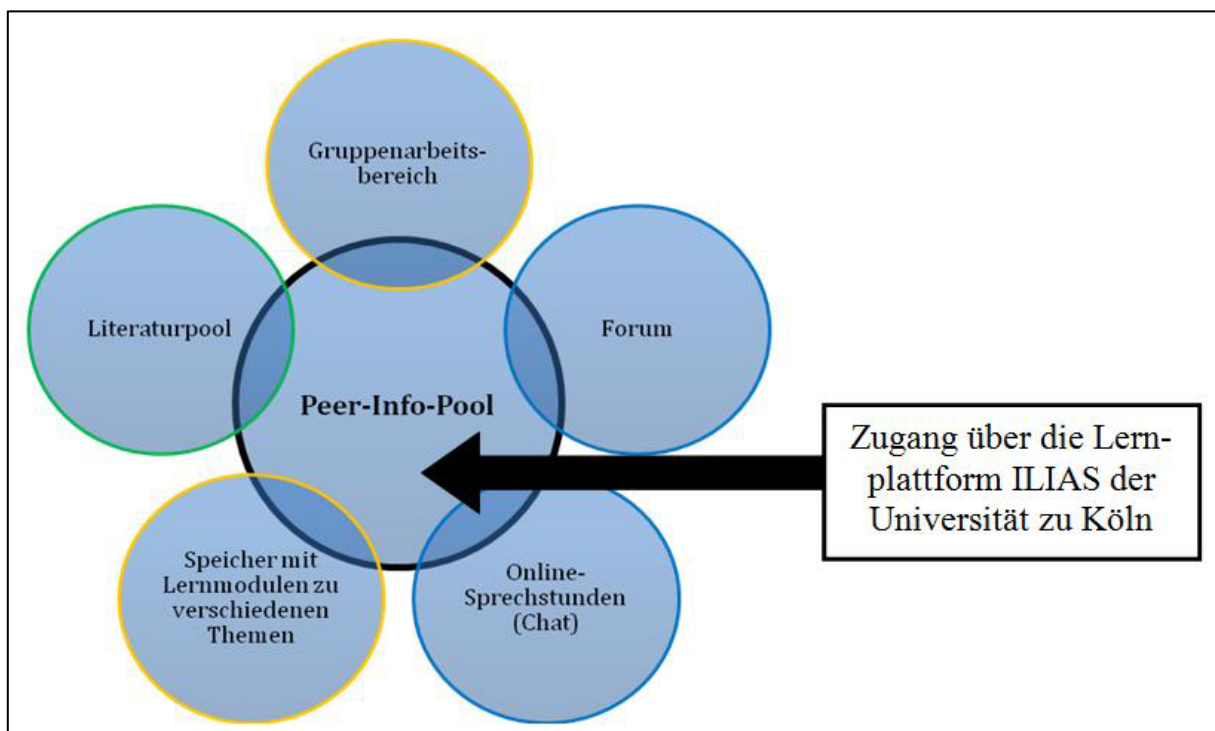 Gruppenarbeits-
bereich
Literaturpool
Forum
Peer-Info-Pool
Zugang über die Lern-
plattform ILIAS der
Universität zu Köln
Speicher mit
Lernmodulen zu
verschiedenen
Themen
Online-
Sprechstunden
(Chat)